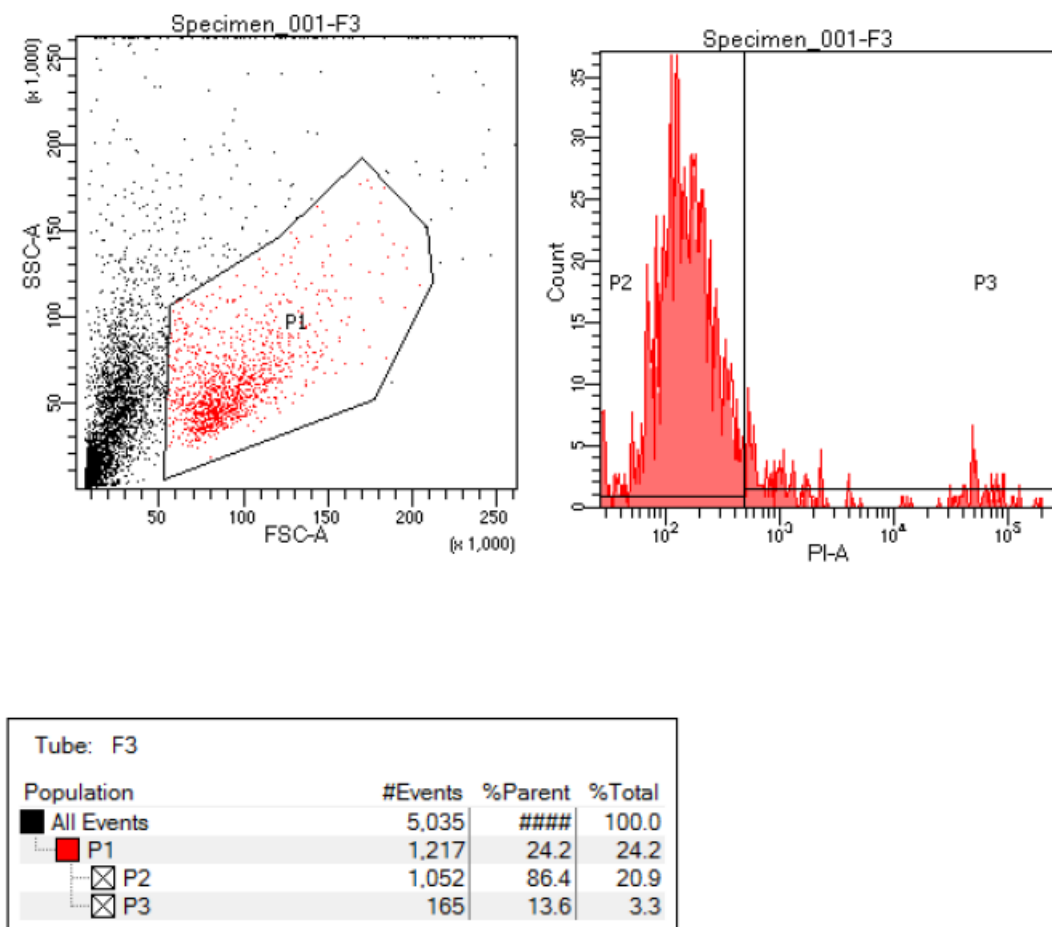 Specimen_001-F3
SSC-A
(x 1,000)
50 100 150 200 250
P1
50 100 150 200 250
FSC-A
(x 1,000)
Specimen_001-F3
Count
0 5 10 15 20 25 30 35
P2
P3
10² 10³ 10⁴ 10⁵
PI-A
Tube: F3
Population #Events %Parent %Total
All Events 5,035 #### 100.0
P1 1,217 24.2 24.2
P2 1,052 86.4 20.9
P3 165 13.6 3.3